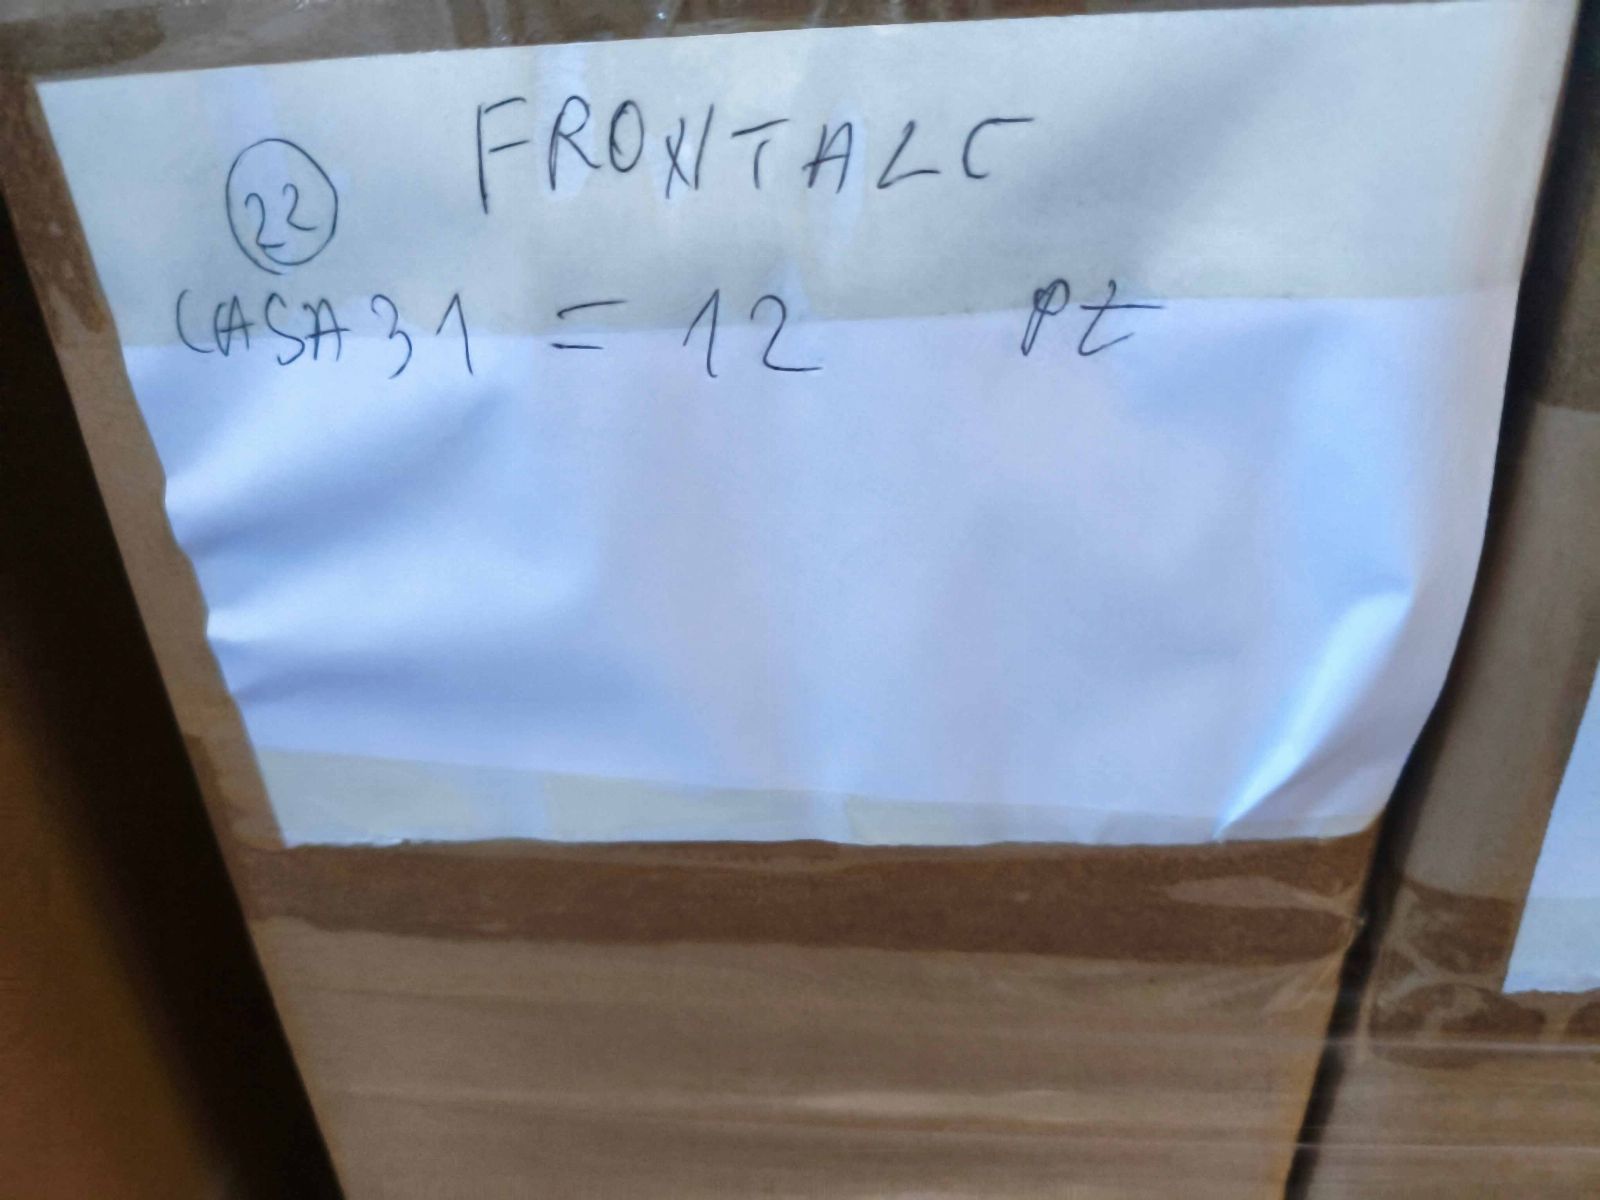 FRONTALE
22
CASA 31 = 12 Pz